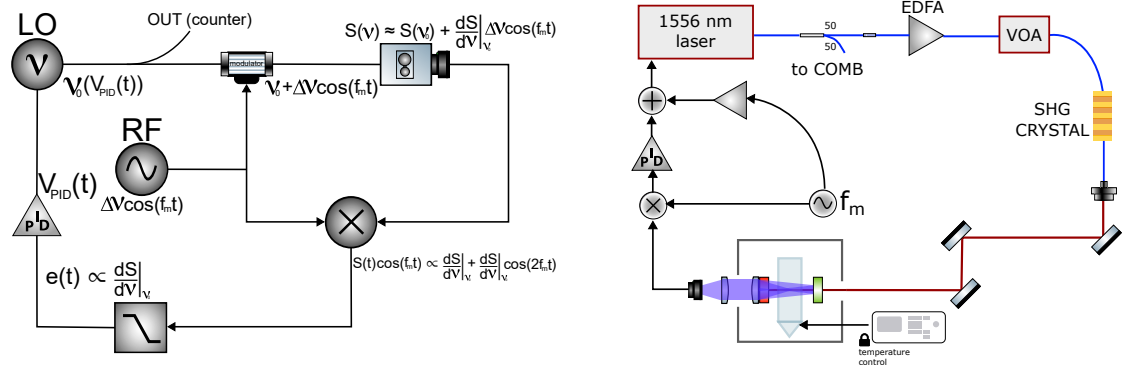 OUT (counter)
LO
ν
ν₀(V_PID(t))
modulator
ν₀+Δνcos(fₘt)
S(ν) ≈ S(ν₀) + dS/dν|ν₀ Δνcos(fₘt)
RF
Δνcos(fₘt)
V_PID(t)
P I D
S(t)cos(fₘt) ∝ dS/dν|ν₀ + dS/dν|ν₀ cos(2fₘt)
e(t) ∝ dS/dν|ν₀
1556 nm
laser
50
50
to COMB
EDFA
VOA
SHG
CRYSTAL
P I D
fₘ
temperature
control